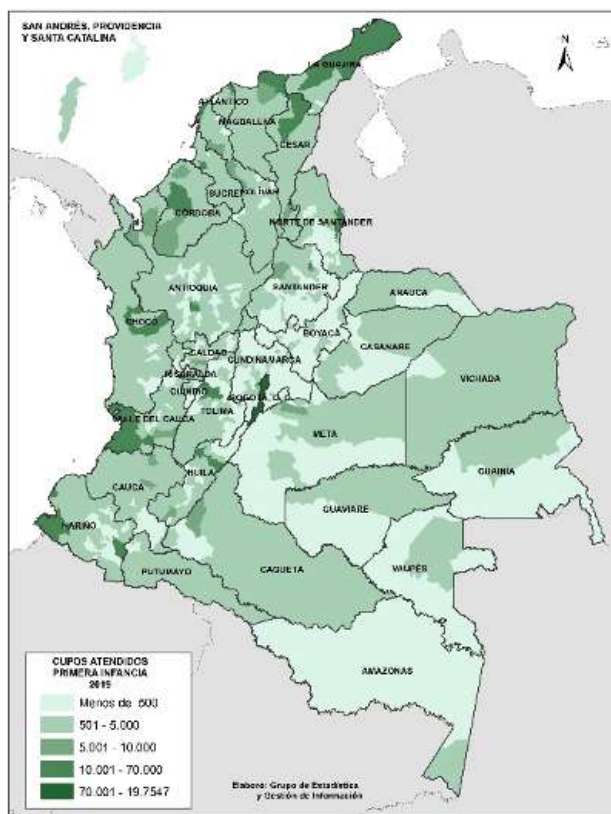 SAN ANDRÉS, PROVIDENCIA
Y SANTA CATALINA
N
LA GUAJIRA
ATLÁNTICO
MAGDALENA
CESAR
SUCRE
BOLÍVAR
CÓRDOBA
NORTE DE SANTANDER
ANTIOQUIA
SANTANDER
ARAUCA
CHOCÓ
BOYACÁ
CASANARE
CALDAS
CUNDINAMARCA
VICHADA
RISARALDA
QUINDIO
BOGOTÁ, D.C.
TOLIMA
VALLE DEL CAUCA
META
GUAINÍA
HUILA
CAUCA
GUAVIARE
NARIÑO
VAUPÉS
CAQUETÁ
PUTUMAYO
AMAZONAS
CUPOS ATENDIDOS
PRIMERA INFANCIA
2015
Menos de 500
501 - 5.000
5.001 - 10.000
10.001 - 70.000
70.001 - 19.7547
Elaboró: Grupo de Estadística
y Gestión de Información